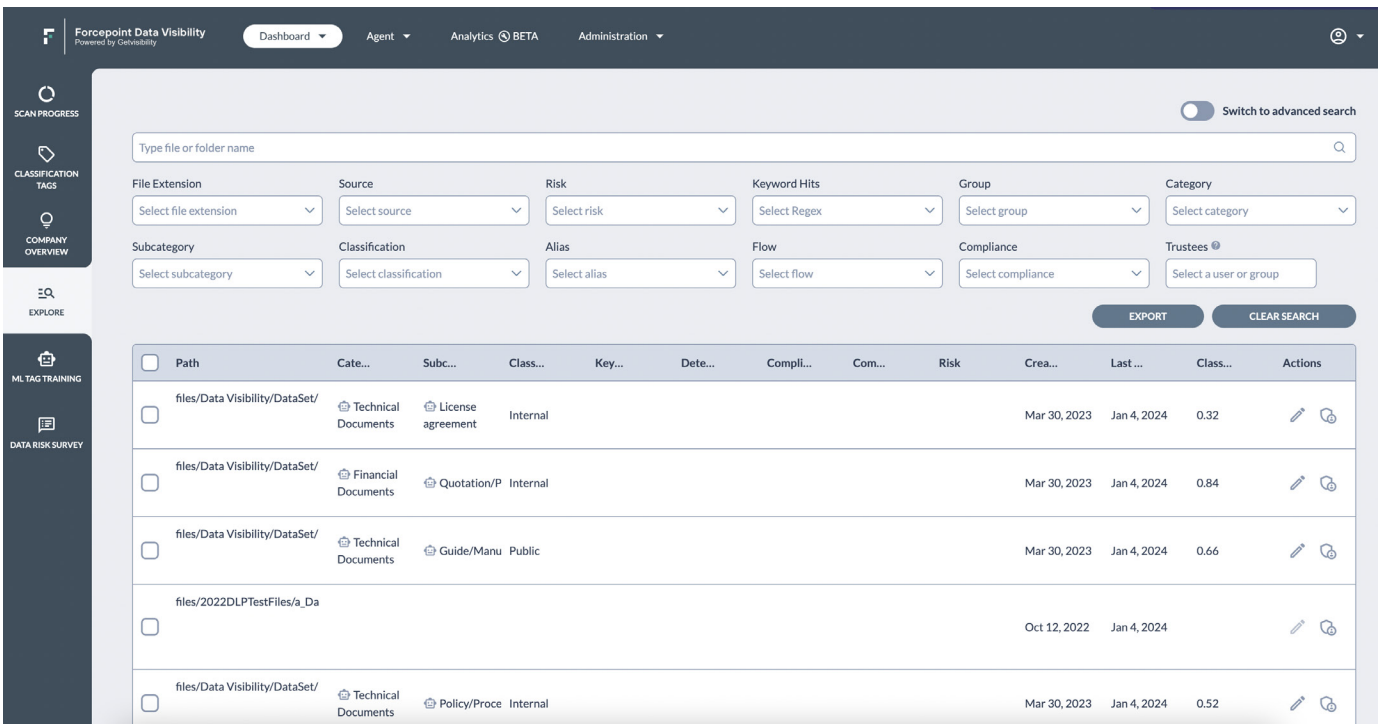 Forcepoint Data Visibility
Powered by Getvisibility
Dashboard
Agent
Analytics BETA
Administration
SCAN PROGRESS
CLASSIFICATION
TAGS
COMPANY
OVERVIEW
EXPLORE
ML TAG TRAINING
DATA RISK SURVEY
Switch to advanced search
Type file or folder name
File Extension Source Risk Keyword Hits Group Category
Select file extension Select source Select risk Select Regex Select group Select category
Subcategory Classification Alias Flow Compliance Trustees
Select subcategory Select classification Select alias Select flow Select compliance Select a user or group
EXPORT CLEAR SEARCH
Path Cate... Subc... Class... Key... Dete... Compli... Com... Risk Crea... Last ... Class... Actions
files/Data Visibility/DataSet/
Technical Documents License agreement Internal Mar 30, 2023 Jan 4, 2024 0.32
files/Data Visibility/DataSet/
Financial Documents Quotation/P Internal Mar 30, 2023 Jan 4, 2024 0.84
files/Data Visibility/DataSet/
Technical Documents Guide/Manu Public Mar 30, 2023 Jan 4, 2024 0.66
files/2022DLPTestFiles/a_Da
Oct 12, 2022 Jan 4, 2024
files/Data Visibility/DataSet/
Technical Documents Policy/Proce Internal Mar 30, 2023 Jan 4, 2024 0.52